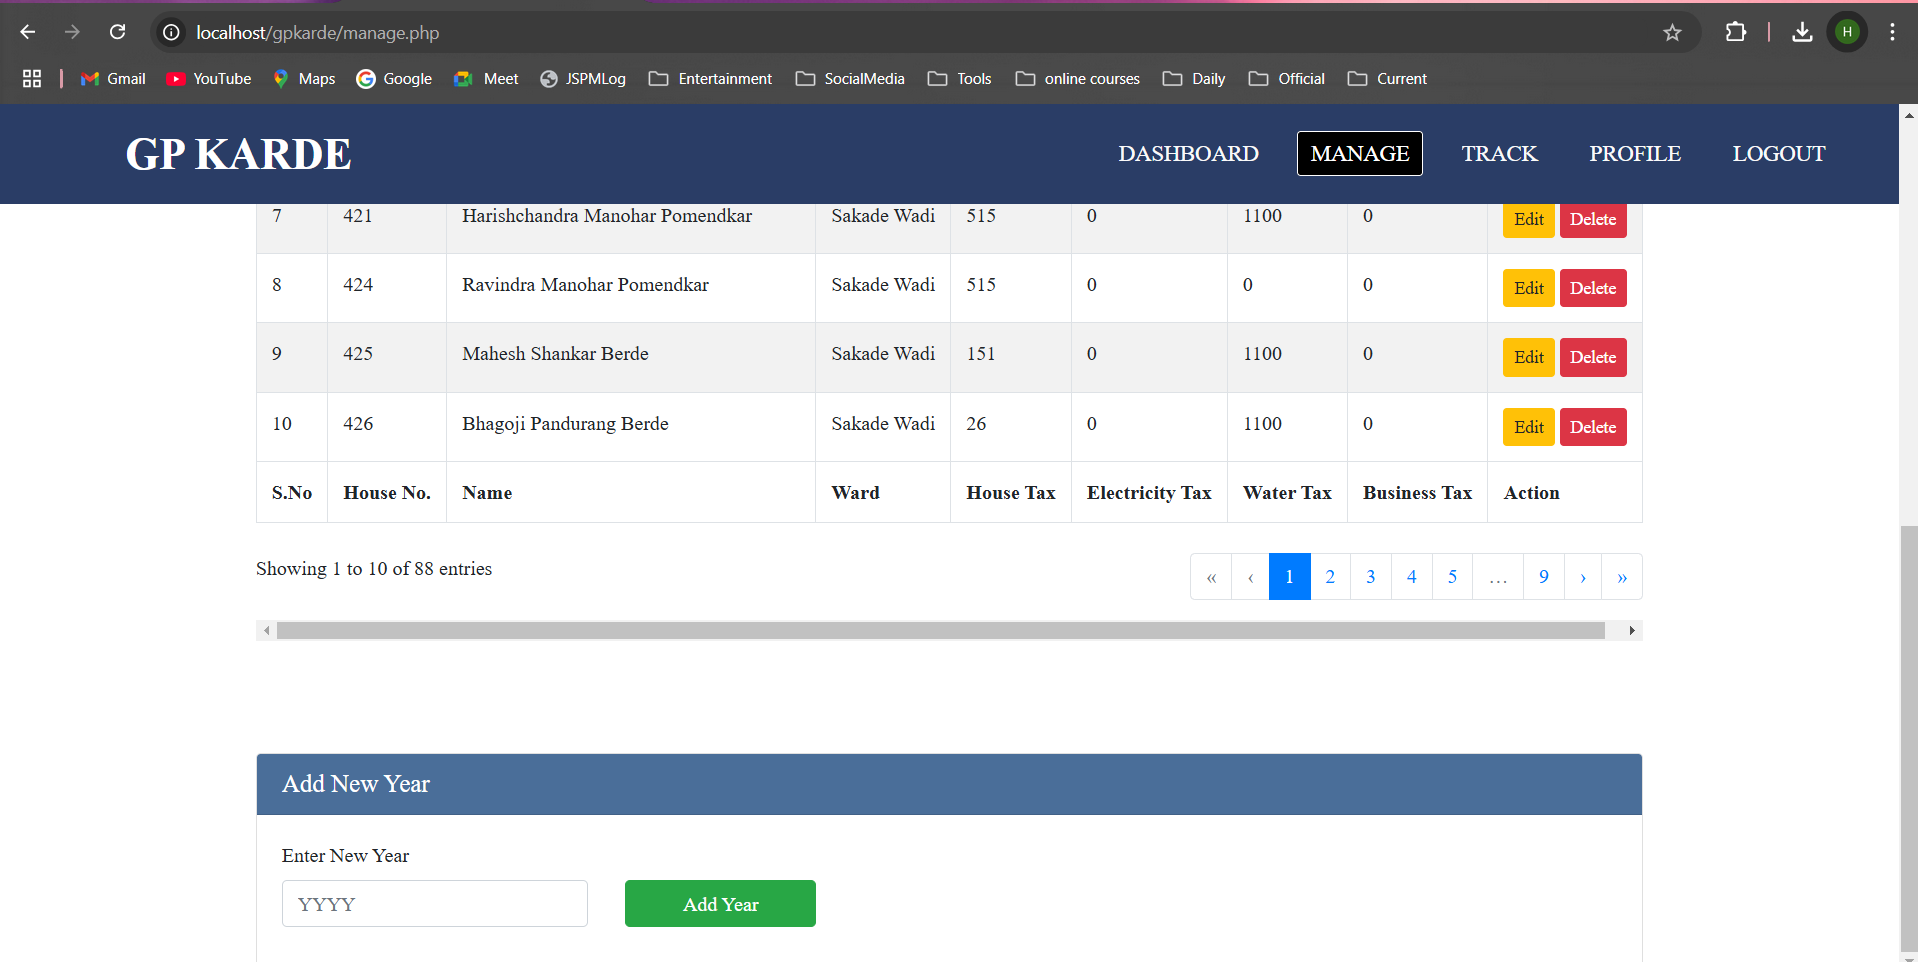 localhost/gpkarde/manage.php
H
Gmail YouTube Maps Google Meet JSPMLog Entertainment SocialMedia Tools online courses Daily Official Current
GP KARDE DASHBOARD MANAGE TRACK PROFILE LOGOUT
7 421 Harishchandra Manohar Pomendkar Sakade Wadi 515 0 1100 0 Edit Delete
8 424 Ravindra Manohar Pomendkar Sakade Wadi 515 0 0 0 Edit Delete
9 425 Mahesh Shankar Berde Sakade Wadi 151 0 1100 0 Edit Delete
10 426 Bhagoji Pandurang Berde Sakade Wadi 26 0 1100 0 Edit Delete
S.No House No. Name Ward House Tax Electricity Tax Water Tax Business Tax Action
Showing 1 to 10 of 88 entries « ‹ 1 2 3 4 5 … 9 › »
Add New Year
Enter New Year
YYYY Add Year